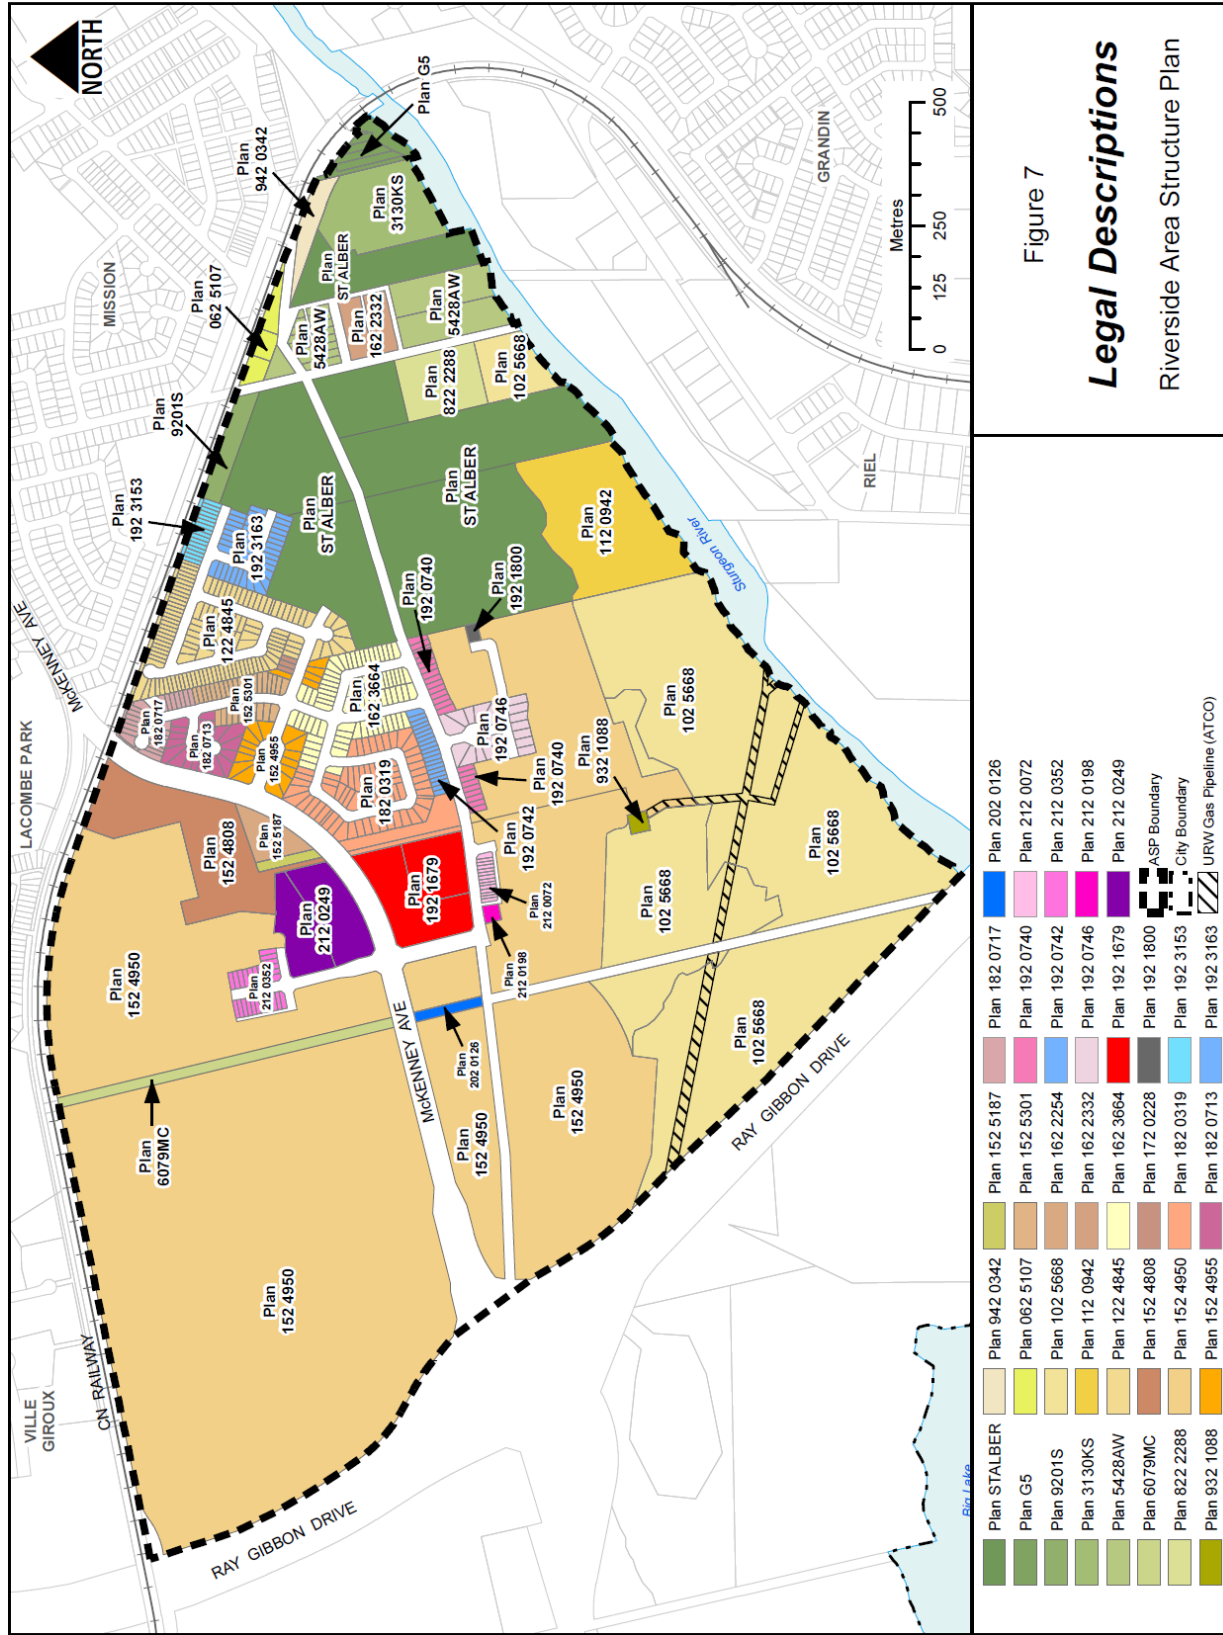 NORTH
LACOMBE PARK
MISSION
VILLE
GIROUX
GRANDIN
RIEL
McKENNEY AVE
CN RAILWAY
RAY GIBBON DRIVE
McKENNEY AVE
RAY GIBBON DRIVE
Sturgeon River
Big Lake
Plan
G5
Plan
942 0342
Plan
3130KS
Plan
ST ALBER
Plan
062 5107
Plan
5428AW
Plan
162 2332
Plan
5428AW
Plan
822 2288
Plan
102 5668
Plan
9201S
Plan
192 3153
Plan
192 3163
Plan
ST ALBER
Plan
ST ALBER
Plan
112 0942
Plan
122 4845
Plan
192 0740
Plan
192 1800
Plan
182 0717
Plan
152 5301
Plan
162 3664
Plan
182 0713
Plan
152 4955
Plan
192 0746
Plan
182 0319
Plan
192 0740
Plan
932 1088
Plan
102 5668
Plan
152 4808
Plan
152 5187
Plan
192 0742
Plan
192 1679
Plan
212 0072
Plan
212 0249
Plan
212 0198
Plan
212 0352
Plan
102 5668
Plan
102 5668
Plan
152 4950
Plan
202 0126
Plan
102 5668
Plan
6079MC
Plan
152 4950
Plan
152 4950
Plan
152 4950
Metres
0 125 250 500
Figure 7
Legal Descriptions
Riverside Area Structure Plan
Plan STALBER
Plan G5
Plan 9201S
Plan 3130KS
Plan 5428AW
Plan 6079MC
Plan 822 2288
Plan 932 1088
Plan 942 0342
Plan 062 5107
Plan 102 5668
Plan 112 0942
Plan 122 4845
Plan 152 4808
Plan 152 4950
Plan 152 4955
Plan 152 5187
Plan 152 5301
Plan 162 2254
Plan 162 2332
Plan 162 3664
Plan 172 0228
Plan 182 0319
Plan 182 0713
Plan 182 0717
Plan 192 0740
Plan 192 0742
Plan 192 0746
Plan 192 1679
Plan 192 1800
Plan 192 3153
Plan 192 3163
Plan 202 0126
Plan 212 0072
Plan 212 0352
Plan 212 0198
Plan 212 0249
ASP Boundary
City Boundary
URW Gas Pipeline (ATCO)